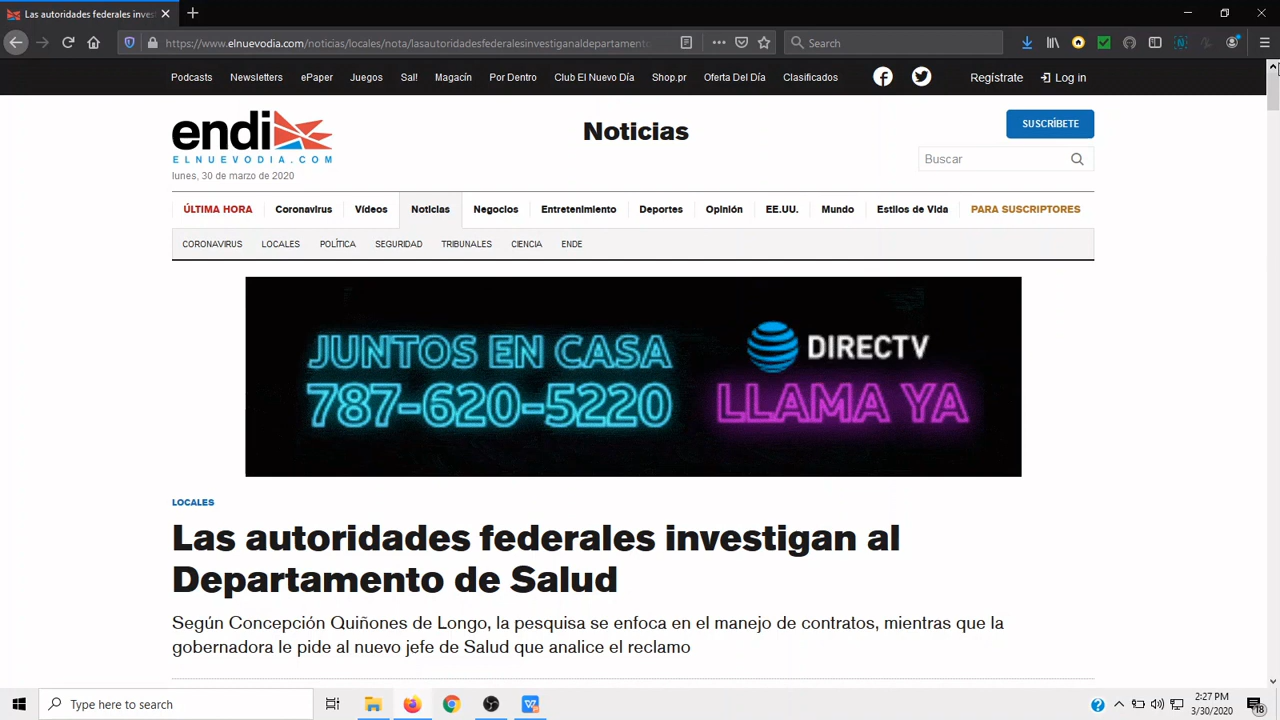 Las autoridades federales inves
https://www.elnuevodia.com/noticias/locales/nota/lasautoridadesfederalesinvestiganaldepartament
Search
Podcasts Newsletters ePaper Juegos Sal! Magacín Por Dentro Club El Nuevo Día Shop.pr Oferta Del Día Clasificados Regístrate Log in
endi
ELNUEVODIA.COM
lunes, 30 de marzo de 2020
Noticias
SUSCRÍBETE
Buscar
ÚLTIMA HORA Coronavirus Vídeos Noticias Negocios Entretenimiento Deportes Opinión EE.UU. Mundo Estilos de Vida PARA SUSCRIPTORES
CORONAVIRUS LOCALES POLÍTICA SEGURIDAD TRIBUNALES CIENCIA ENDE
JUNTOS EN CASA
787-620-5220
DIRECTV
LLAMA YA
LOCALES
Las autoridades federales investigan al
Departamento de Salud
Según Concepción Quiñones de Longo, la pesquisa se enfoca en el manejo de contratos, mientras que la
gobernadora le pide al nuevo jefe de Salud que analice el reclamo
Type here to search
2:27 PM
3/30/2020
18